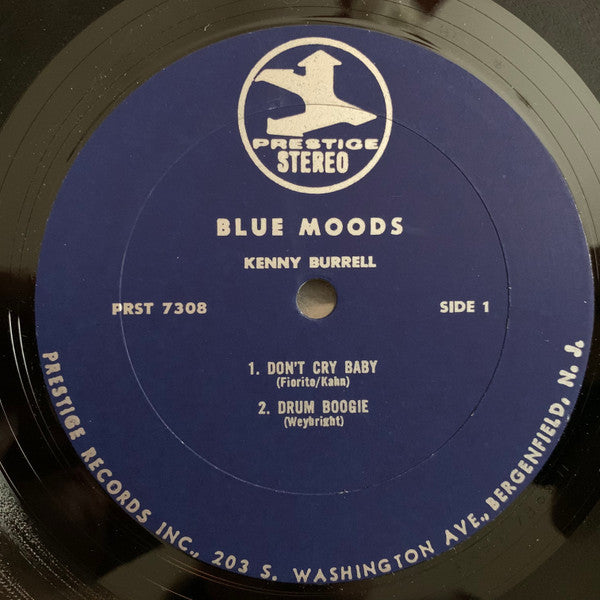 PRESTIGE
STEREO
BLUE MOODS
KENNY BURRELL
PRST 7308
SIDE 1
1. DON'T CRY BABY
(Fiorito/Kahn)
2. DRUM BOOGIE
(Weybright)
PRESTIGE RECORDS INC., 203 S. WASHINGTON AVE., BERGENFIELD, N. J.